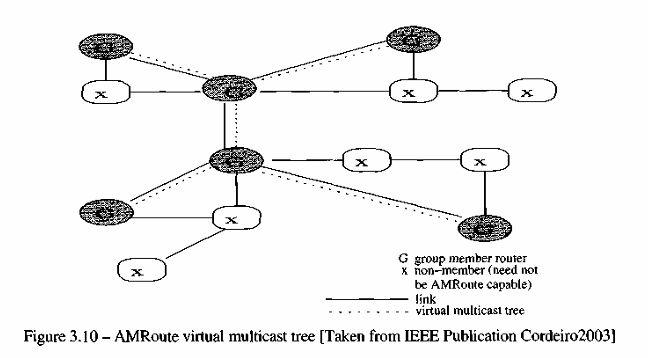 G
G
x
G
x
x
G
x
x
G
x
G
x
G group member router
x non-member (need not
be AMRoute capable)
link
virtual multicast tree
Figure 3.10 – AMRoute virtual multicast tree [Taken from IEEE Publication Cordeiro2003]